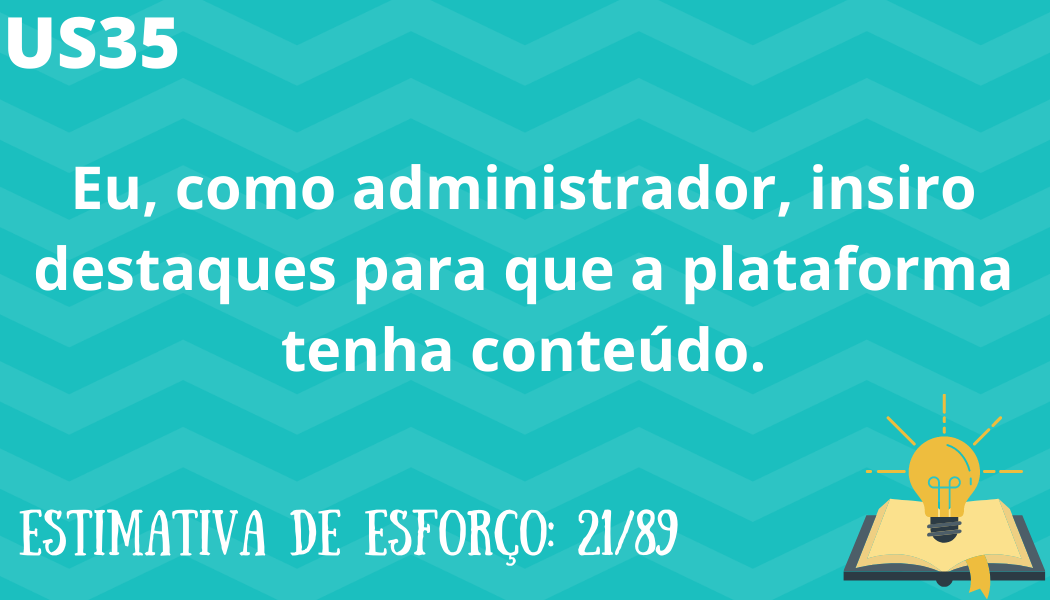 US35
Eu, como administrador, insiro
destaques para que a plataforma
tenha conteúdo.
ESTIMATIVA DE ESFORÇO: 21/89